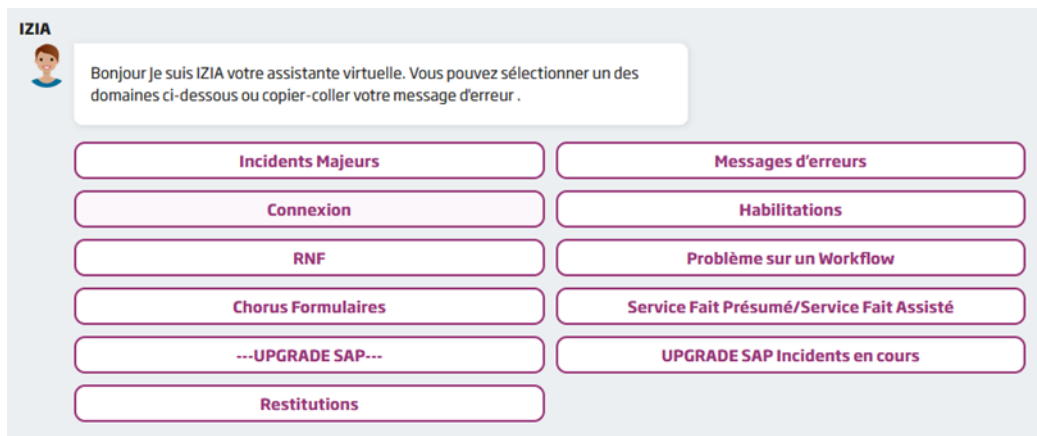 IZIA
Bonjour Je suis IZIA votre assistante virtuelle. Vous pouvez sélectionner un des
domaines ci-dessous ou copier-coller votre message d'erreur .
Incidents Majeurs
Messages d'erreurs
Connexion
Habilitations
RNF
Problème sur un Workflow
Chorus Formulaires
Service Fait Présumé/Service Fait Assisté
---UPGRADE SAP---
UPGRADE SAP Incidents en cours
Restitutions